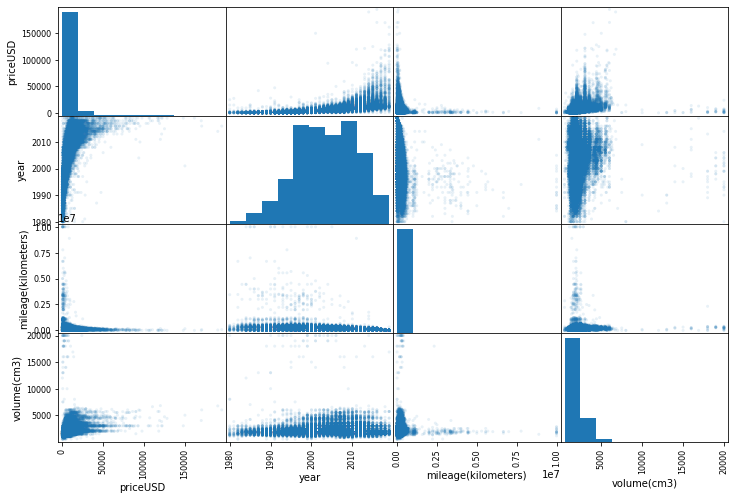 150000
100000
50000
0
priceUSD
2010
2000
1990
1980
year
1e7
1.00
0.75
0.50
0.25
0.00
mileage(kilometers)
20000
15000
10000
5000
volume(cm3)
0 50000 100000 150000
1980 1990 2000 2010
0.00 0.25 0.50 0.75 1.00
5000 10000 15000 20000
1e7
priceUSD year mileage(kilometers) volume(cm3)